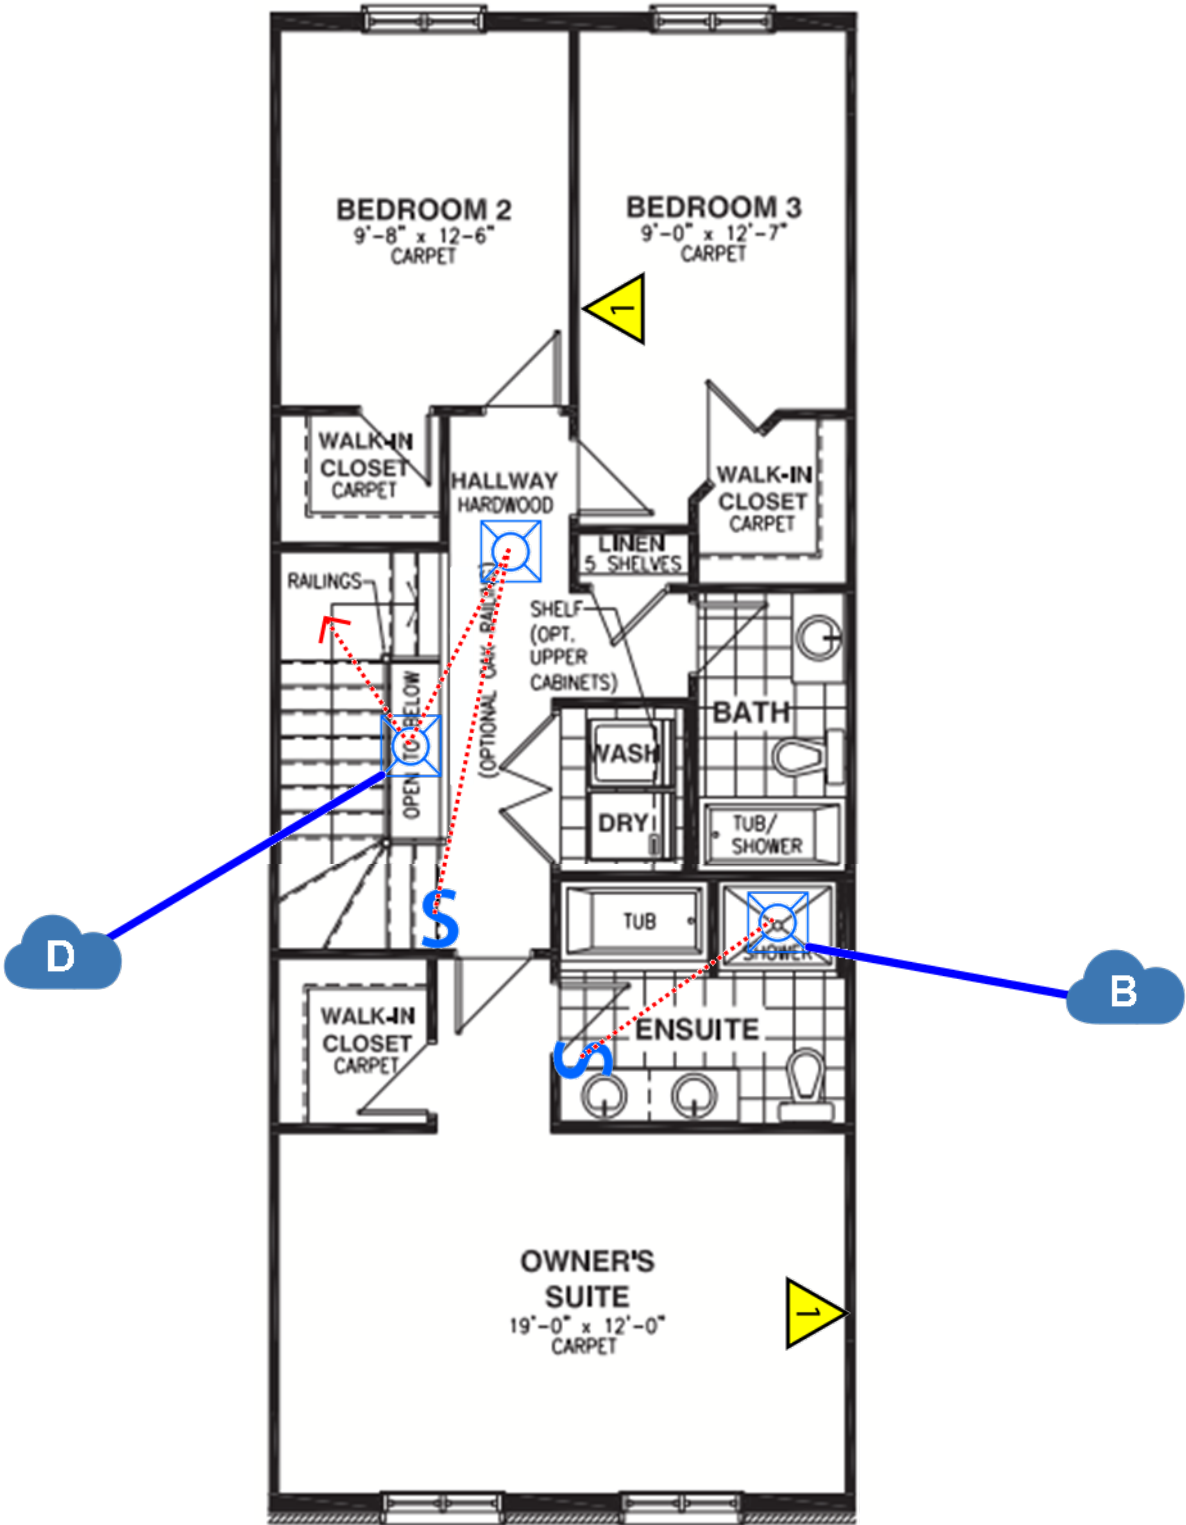 BEDROOM 2
9'-8" x 12-6"
CARPET
BEDROOM 3
9'-0" x 12'-7"
CARPET
1
WALK-IN
CLOSET
CARPET
HALLWAY
HARDWOOD
WALK-IN
CLOSET
CARPET
LINEN
5 SHELVES
RAILINGS
SHELF
(OPT.
UPPER
CABINETS)
(OPTIONAL OAK RAILING)
OPEN TO BELOW
BATH
WASH
DRY
TUB/
SHOWER
S
D
TUB
SHOWER
B
WALK-IN
CLOSET
CARPET
ENSUITE
S
OWNER'S
SUITE
19'-0" x 12'-0"
CARPET
1